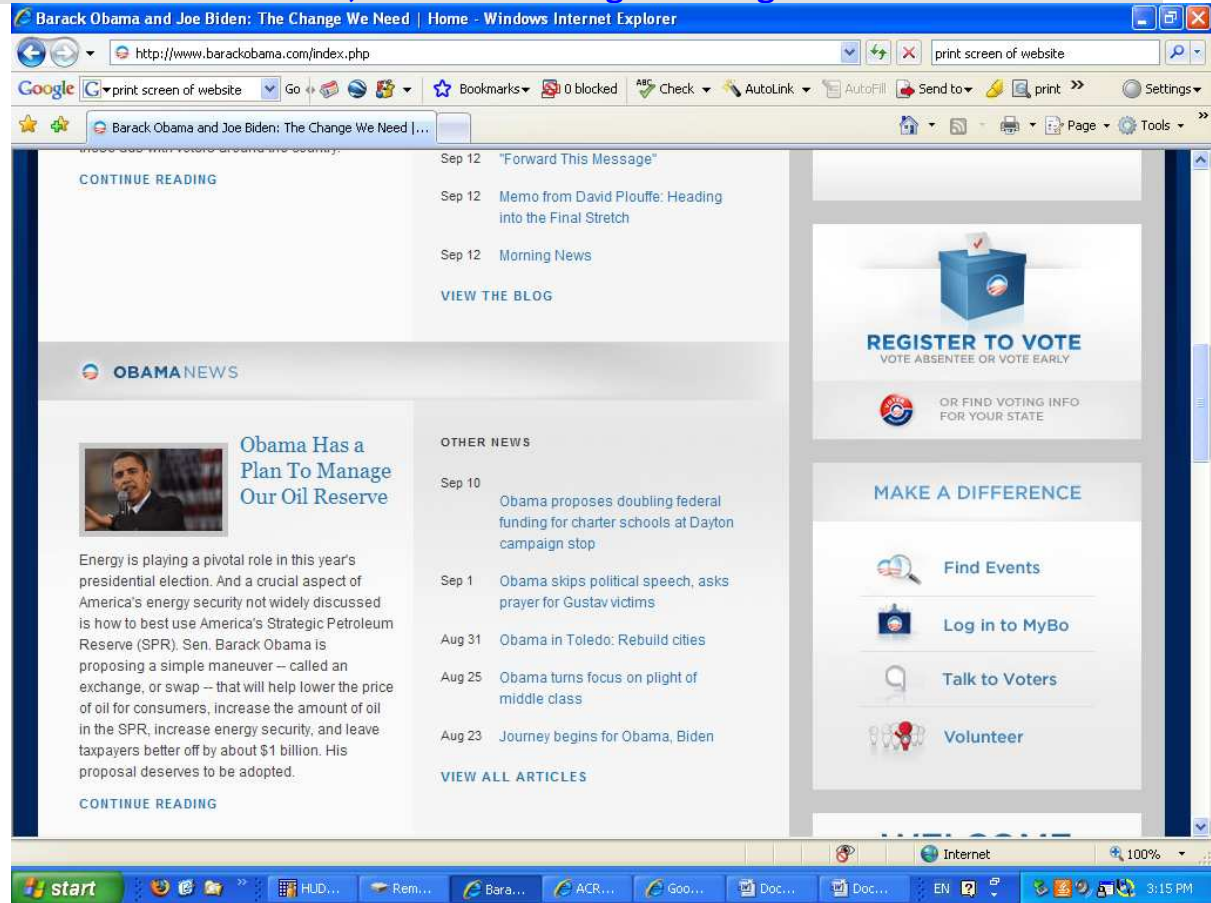 Barack Obama and Joe Biden: The Change We Need | Home - Windows Internet Explorer
http://www.barackobama.com/index.php
print screen of website
Google
print screen of website
Go
Bookmarks
0 blocked
ABC
Check
AutoLink
AutoFill
Send to
print
Settings
Barack Obama and Joe Biden: The Change We Need |...
Page
Tools
CONTINUE READING
Sep 12 "Forward This Message"
Sep 12 Memo from David Plouffe: Heading
into the Final Stretch
Sep 12 Morning News
VIEW THE BLOG
REGISTER TO VOTE
VOTE ABSENTEE OR VOTE EARLY
OR FIND VOTING INFO
FOR YOUR STATE
OBAMANEWS
Obama Has a
Plan To Manage
Our Oil Reserve
Energy is playing a pivotal role in this year's
presidential election. And a crucial aspect of
America's energy security not widely discussed
is how to best use America's Strategic Petroleum
Reserve (SPR). Sen. Barack Obama is
proposing a simple maneuver -- called an
exchange, or swap -- that will help lower the price
of oil for consumers, increase the amount of oil
in the SPR, increase energy security, and leave
taxpayers better off by about $1 billion. His
proposal deserves to be adopted.
CONTINUE READING
OTHER NEWS
Sep 10
Obama proposes doubling federal
funding for charter schools at Dayton
campaign stop
Sep 1 Obama skips political speech, asks
prayer for Gustav victims
Aug 31 Obama in Toledo: Rebuild cities
Aug 25 Obama turns focus on plight of
middle class
Aug 23 Journey begins for Obama, Biden
VIEW ALL ARTICLES
MAKE A DIFFERENCE
Find Events
Log in to MyBo
Talk to Voters
Volunteer
Internet
100%
start
HUD...
Rem...
Bara...
ACR...
Goo...
Doc...
Doc...
EN
3:15 PM